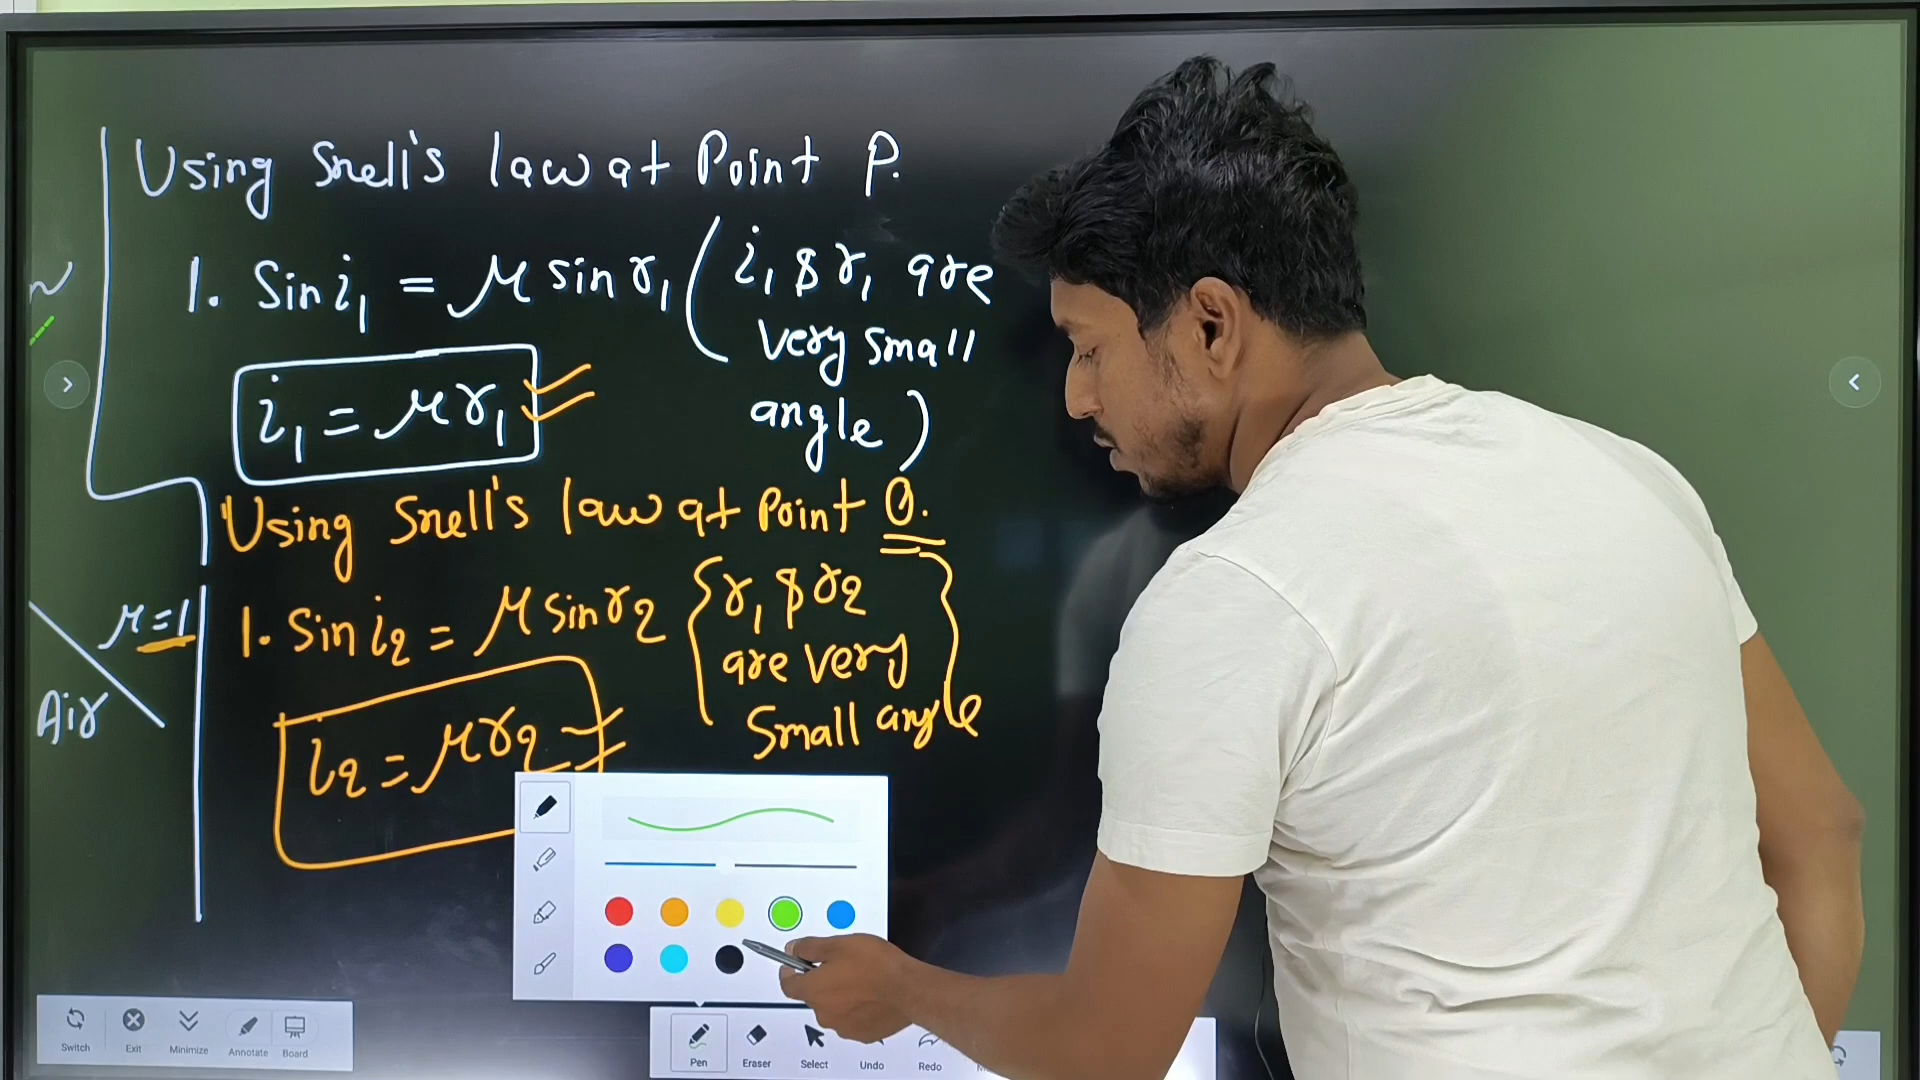 Using Snell's law at Point P.
1. Sin i₁ = μ sin r₁ ( i₁ & r₁ are
very small
angle )
i₁ = μr₁
Using Snell's law at Point Q.
1. Sin i₂ = μ sin r₂ { r₁ & r₂
are very
Small angle }
i₂ = μr₂
μ=1
Air
Switch Exit Minimize Annotate Board
Pen Eraser Select Undo Redo